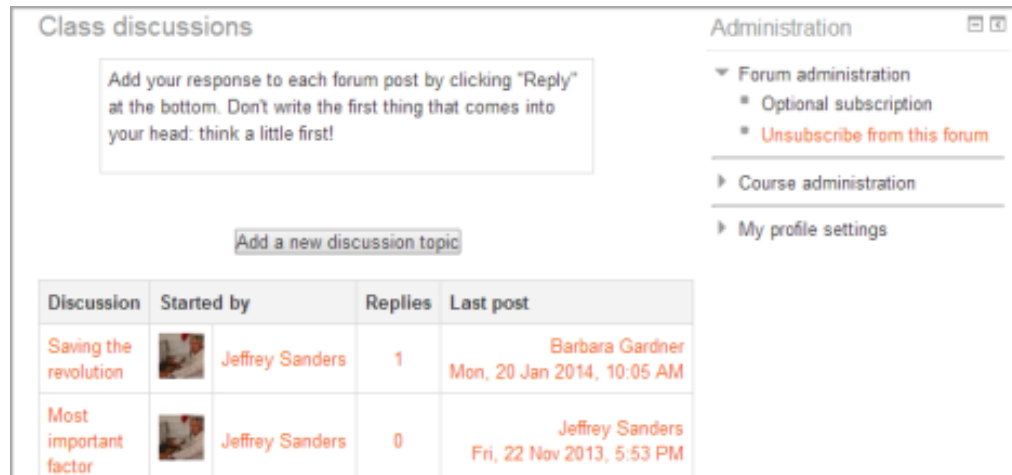 Class discussions
Add your response to each forum post by clicking "Reply"
at the bottom. Don't write the first thing that comes into
your head: think a little first!
Add a new discussion topic
Discussion Started by Replies Last post
Saving the
revolution
Jeffrey Sanders
1
Barbara Gardner
Mon, 20 Jan 2014, 10:05 AM
Most
important
factor
Jeffrey Sanders
0
Jeffrey Sanders
Fri, 22 Nov 2013, 5:53 PM
Administration
Forum administration
Optional subscription
Unsubscribe from this forum
Course administration
My profile settings